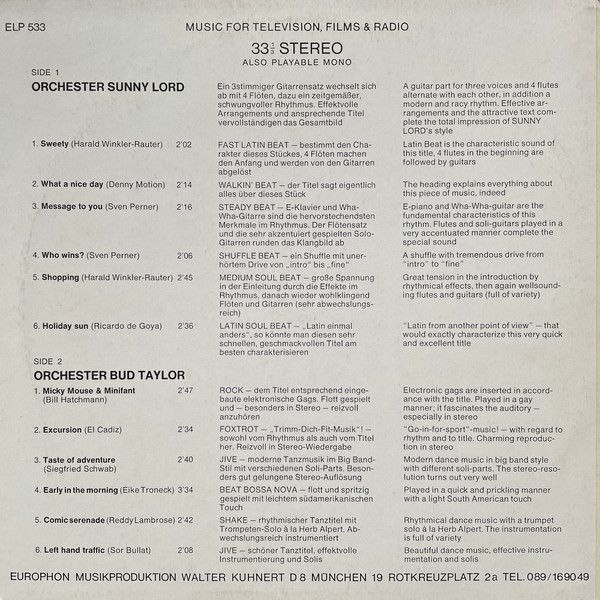 ELP 533
MUSIC FOR TELEVISION, FILMS & RADIO
33⅓ STEREO
ALSO PLAYABLE MONO
SIDE 1
ORCHESTER SUNNY LORD
Ein 3stimmiger Gitarrensatz wechselt sich
ab mit 4 Flöten, dazu ein zeitgemäßer,
schwungvoller Rhythmus. Effektvolle
Arrangements und ansprechende Titel
vervollständigen das Gesamtbild
A guitar part for three voices and 4 flutes
alternate with each other, in addition a
modern and racy rhythm. Effective ar-
rangements and the attractive text com-
plete the total impression of SUNNY
LORD's style
1. Sweety (Harald Winkler-Rauter) 2'02
FAST LATIN BEAT – bestimmt den Cha-
rakter dieses Stückes, 4 Flöten machen
den Anfang und werden von den Gitarren
abgelöst
Latin Beat is the characteristic sound of
this title, 4 flutes in the beginning are
followed by guitars
2. What a nice day (Denny Motion) 2'14
WALKIN' BEAT – der Titel sagt eigentlich
alles über dieses Stück
The heading explains everything about
this piece of music, indeed
3. Message to you (Sven Perner) 2'16
STEADY BEAT – E-Klavier und Wha-
Wha-Gitarre sind die hervorstechendsten
Merkmale im Rhythmus. Der Flötensatz
und die sehr akzentuiert gespielten Solo-
Gitarren runden das Klangbild ab
E-piano and Wha-Wha-guitar are the
fundamental characteristics of this
rhythm. Flutes and soli-guitars played in a
very accentuated manner complete the
special sound
4. Who wins? (Sven Perner) 2'06
SHUFFLE BEAT – ein Shuffle mit uner-
hörtem Drive von „intro" bis „fine"
A shuffle with tremendous drive from
"intro" to "fine"
5. Shopping (Harald Winkler-Rauter) 2'45
MEDIUM SOUL BEAT – große Spannung
in der Einleitung durch die Effekte im
Rhythmus, danach wieder wohlklingend
Flöten und Gitarren (sehr abwechslungs-
reich)
Great tension in the introduction by
rhythmical effects, then again wellsound-
ing flutes and guitars (full of variety)
6. Holiday sun (Ricardo de Goya) 2'36
LATIN SOUL BEAT – „Latin einmal
anders", so könnte man diesen sehr
schnellen, geschmackvollen Titel am
besten charakterisieren
"Latin from another point of view" – that
would exactly characterize this very quick
and excellent title
SIDE 2
ORCHESTER BUD TAYLOR
1. Micky Mouse & Minifant 2'47
(Bill Hatchmann)
ROCK – dem Titel entsprechend einge-
baute elektronische Gags. Flott gespielt
und – besonders in Stereo – reizvoll
anzuhören
Electronic gags are inserted in accord-
ance with the title. Played in a gay
manner; it fascinates the auditory –
especially in stereo
2. Excursion (El Cadiz) 2'34
FOXTROT – „Trimm-Dich-Fit-Musik"! –
sowohl vom Rhythmus als auch vom Titel
her. Reizvoll in Stereo-Wiedergabe
"Go-in-for-sport"-music! – with regard to
rhythm and to title. Charming reproduc-
tion in stereo
3. Taste of adventure 2'40
(Siegfried Schwab)
JIVE – moderne Tanzmusik im Big Band-
Stil mit verschiedenen Soli-Parts. Beson-
ders gut gelungene Stereo-Auflösung
Modern dance music in big band style
with different soli-parts. The stereo-reso-
lution turns out very well
4. Early in the morning (Eike Troneck) 3'34
BEAT BOSSA NOVA – flott und spritzig
gespielt mit leichtem südamerikanischen
Touch
Played in a quick and prickling manner
with a light South American touch
5. Comic serenade (Reddy Lambrose) 2'42
SHAKE – rhythmischer Tanztitel mit
Trompeten-Solo à la Herb Alpert. Ab-
wechslungsreich instrumentiert
Rhythmical dance music with a trumpet
solo à la Herb Alpert. The instrumentation
is full of variety
6. Left hand traffic (Sor Bullat) 2'08
JIVE – schöner Tanztitel, effektvolle
Instrumentierung und Solis
Beautiful dance music, effective instru-
mentation and solis
EUROPHON MUSIKPRODUKTION WALTER KUHNERT D 8 MÜNCHEN 19 ROTKREUZPLATZ 2a TEL. 089/169049